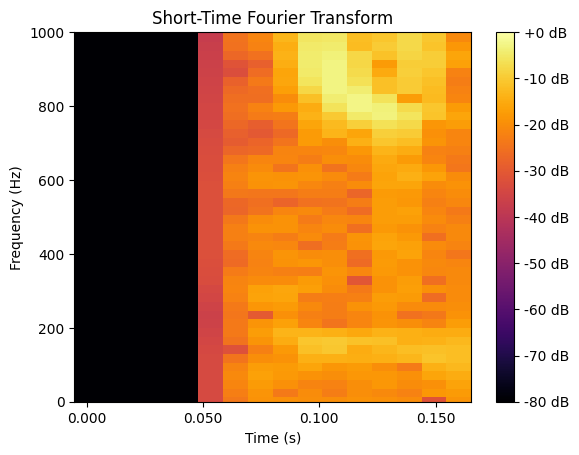 Short-Time Fourier Transform
1000
800
600
400
200
0
Frequency (Hz)
0.000
0.050
0.100
0.150
Time (s)
+0 dB
-10 dB
-20 dB
-30 dB
-40 dB
-50 dB
-60 dB
-70 dB
-80 dB